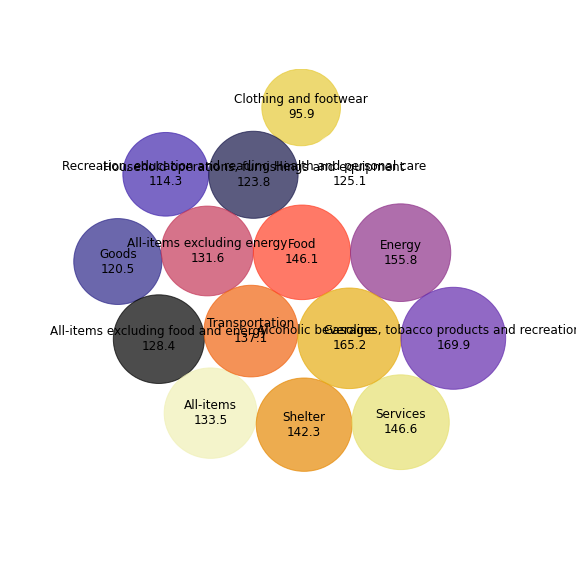 Clothing and footwear
95.9
Recreation, education and reading
114.3
Household operations, furnishings and equipment
123.8
Health and personal care
125.1
Goods
120.5
All-items excluding energy
131.6
Food
146.1
Energy
155.8
All-items excluding food and energy
128.4
Transportation
137.1
Gasoline
165.2
Alcoholic beverages, tobacco products and recreation
169.9
All-items
133.5
Shelter
142.3
Services
146.6